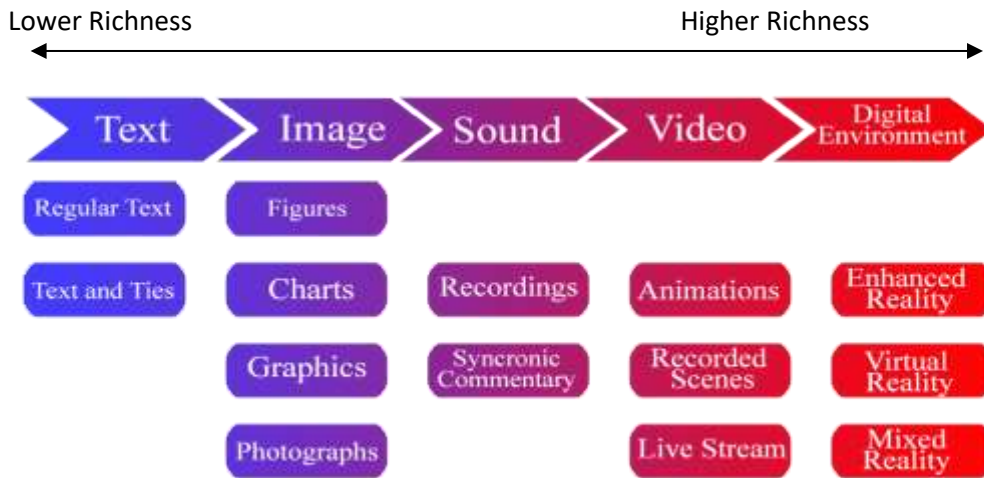 Lower Richness
Higher Richness
Text
Image
Sound
Video
Digital
Environment
Regular Text
Figures
Text and Ties
Charts
Recordings
Animations
Enhanced
Reality
Graphics
Syncronic
Commentary
Recorded
Scenes
Virtual
Reality
Photographs
Live Stream
Mixed
Reality